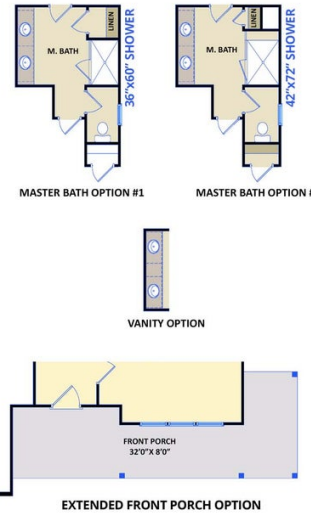 LINEN
M. BATH
36"x60" SHOWER
MASTER BATH OPTION #1
LINEN
M. BATH
42"x72" SHOWER
MASTER BATH OPTION #
VANITY OPTION
FRONT PORCH
32'0"X 8'0"
EXTENDED FRONT PORCH OPTION